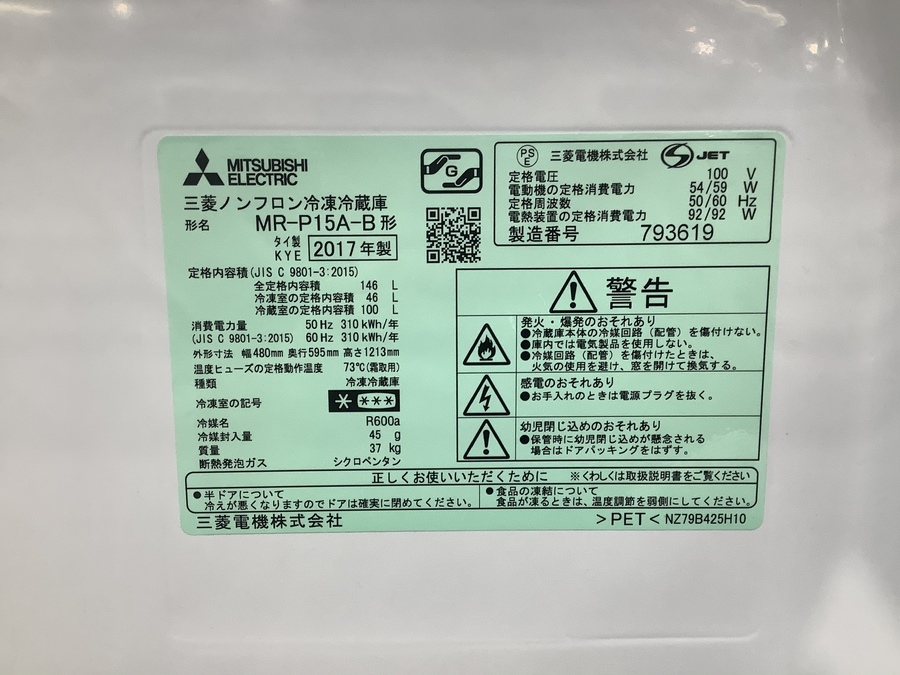 MITSUBISHI
ELECTRIC
G
三菱ノンフロン冷凍冷蔵庫
形名 MR-P15A-B形
タイ製
KYE 2017年製
PS
E 三菱電機株式会社 JET
定格電圧 100 V
電動機の定格消費電力 54/59 W
定格周波数 50/60 Hz
電熱装置の定格消費電力 92/92 W
製造番号 793619
定格内容積(JIS C 9801-3:2015)
全定格内容積 146 L
冷凍室の定格内容積 46 L
冷蔵室の定格内容積 100 L
消費電力量 50 Hz 310 kWh/年
(JIS C 9801-3:2015) 60 Hz 310 kWh/年
外形寸法 幅480mm 奥行595mm 高さ1213mm
温度ヒューズの定格動作温度 73℃(霜取用)
種類 冷凍冷蔵庫
冷凍室の記号 ****
冷媒名 R600a
冷媒封入量 45 g
質量 37 kg
断熱発泡ガス シクロペンタン
警告
発火・爆発のおそれあり
●冷蔵庫本体の冷媒回路(配管)を傷付けない。
●庫内では電気製品を使用しない。
●冷媒回路(配管)を傷付けたときは、
火気の使用を避け、窓を開けて換気する。
感電のおそれあり
●お手入れのときは電源プラグを抜く。
幼児閉じ込めのおそれあり
●保管時に幼児閉じ込めが懸念される
場合はドアパッキングをはずす。
正しくお使いいただくために ※くわしくは取扱説明書をご覧ください
●半ドアについて
冷えが悪くなりますのでドアは確実に閉めてください。
●食品の凍結について
食品が凍るときは、温度調節を弱側にしてください。
三菱電機株式会社 >PET< NZ79B425H10